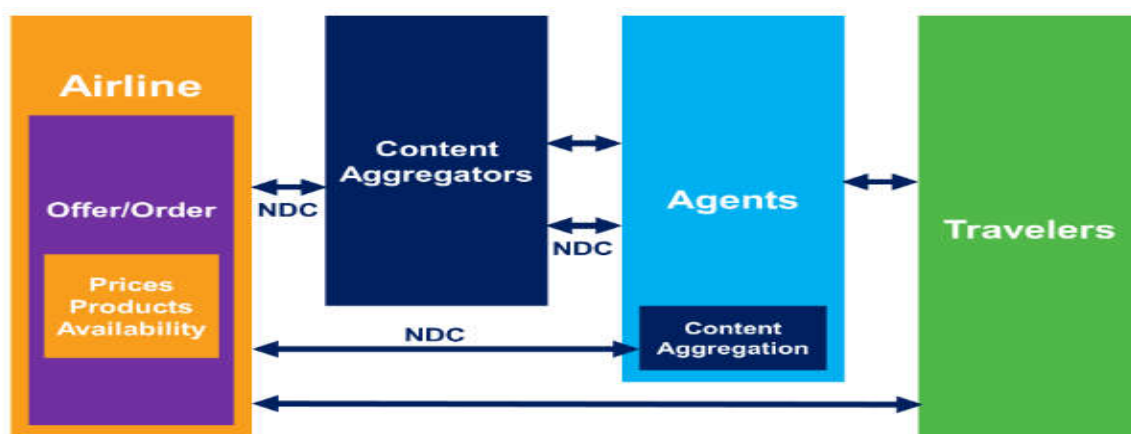 Airline
Offer/Order
Prices
Products
Availability
NDC
Content
Aggregators
NDC
NDC
Agents
Content
Aggregation
Travelers